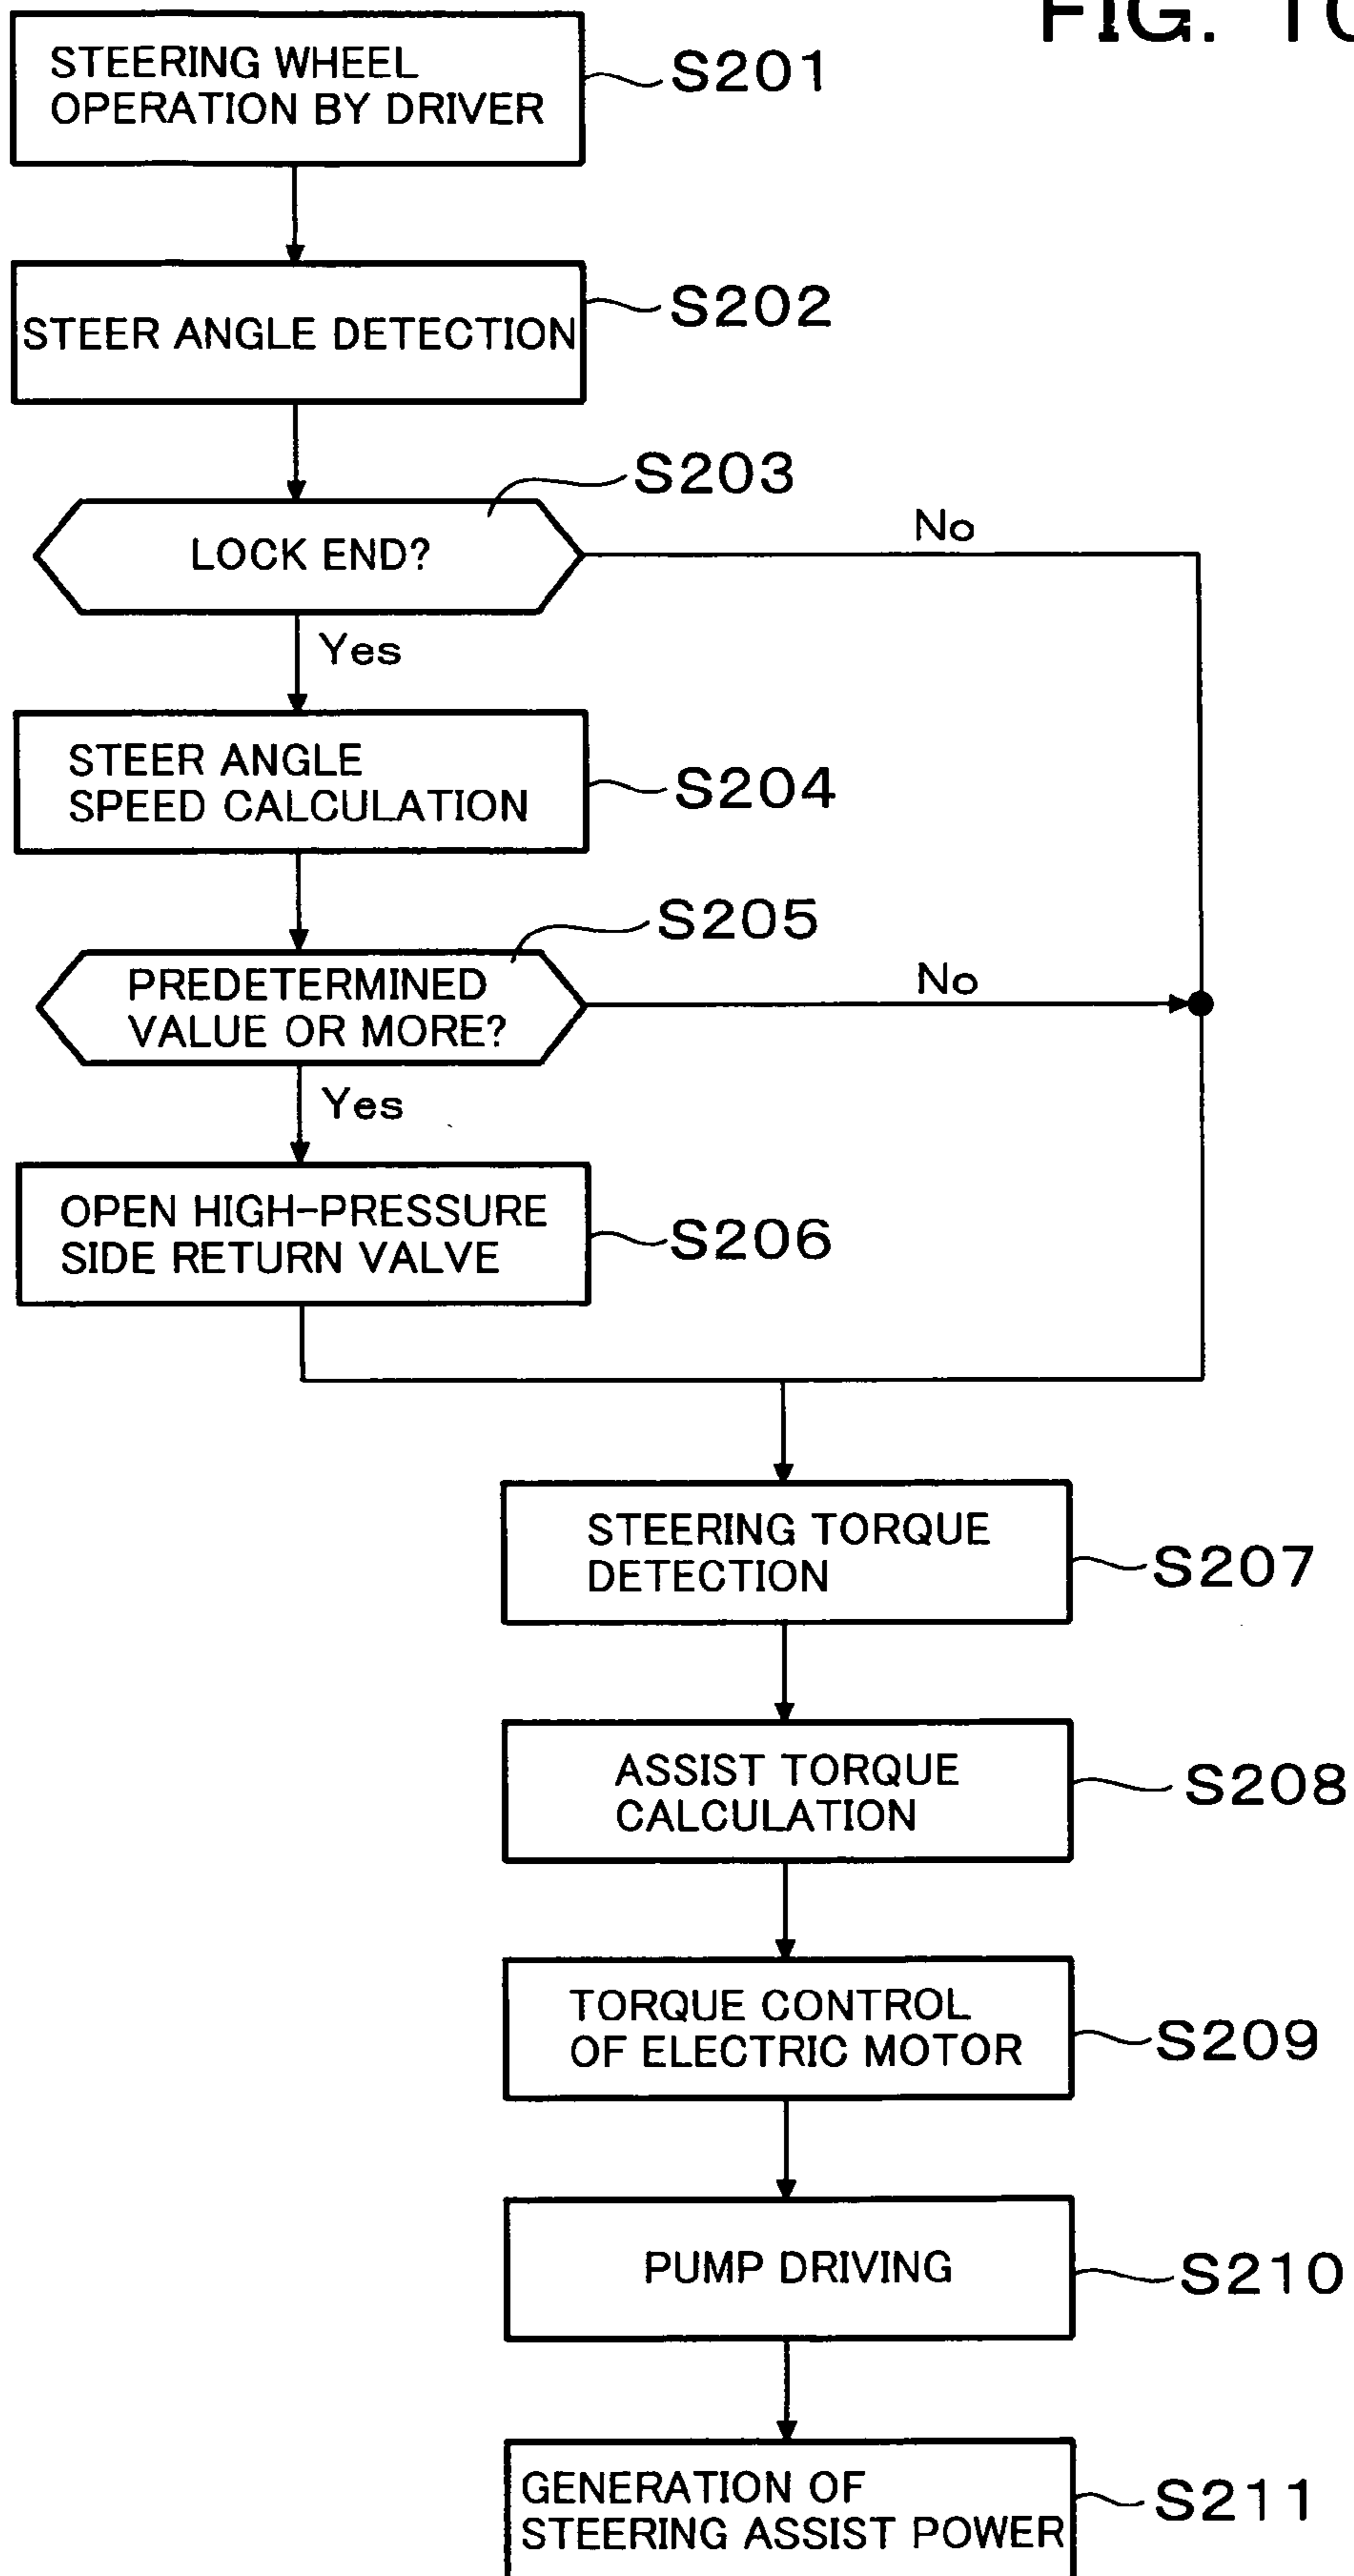 FIG. 10
STEERING WHEEL
OPERATION BY DRIVER
S201
STEER ANGLE DETECTION
S202
S203
LOCK END?
No
Yes
STEER ANGLE
SPEED CALCULATION
S204
S205
PREDETERMINED
VALUE OR MORE?
No
Yes
OPEN HIGH-PRESSURE
SIDE RETURN VALVE
S206
STEERING TORQUE
DETECTION
S207
ASSIST TORQUE
CALCULATION
S208
TORQUE CONTROL
OF ELECTRIC MOTOR
S209
PUMP DRIVING
S210
GENERATION OF
STEERING ASSIST POWER
S211